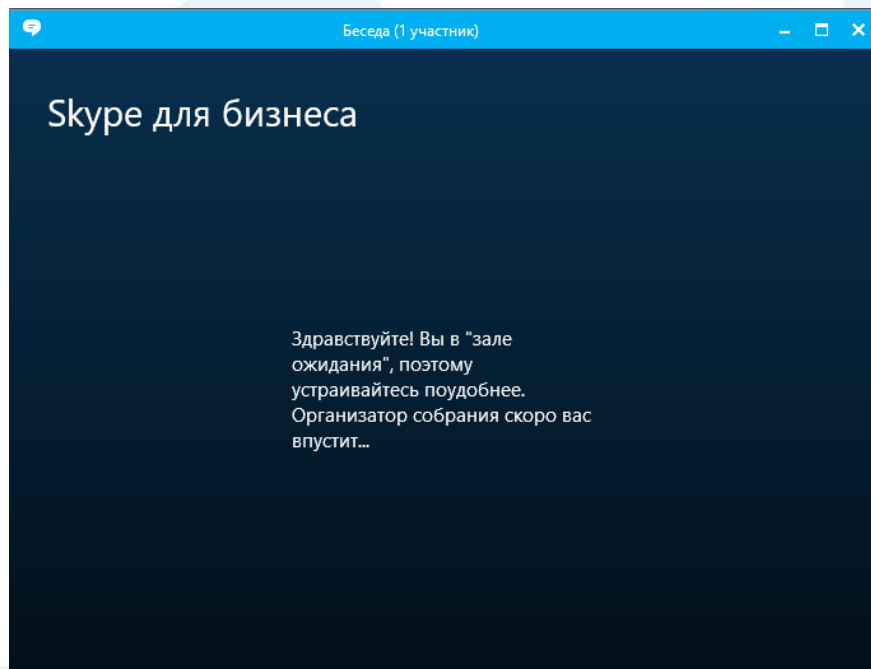 Беседа (1 участник)
Skype для бизнеса
Здравствуйте! Вы в "зале
ожидания", поэтому
устраивайтесь поудобнее.
Организатор собрания скоро вас
впустит...